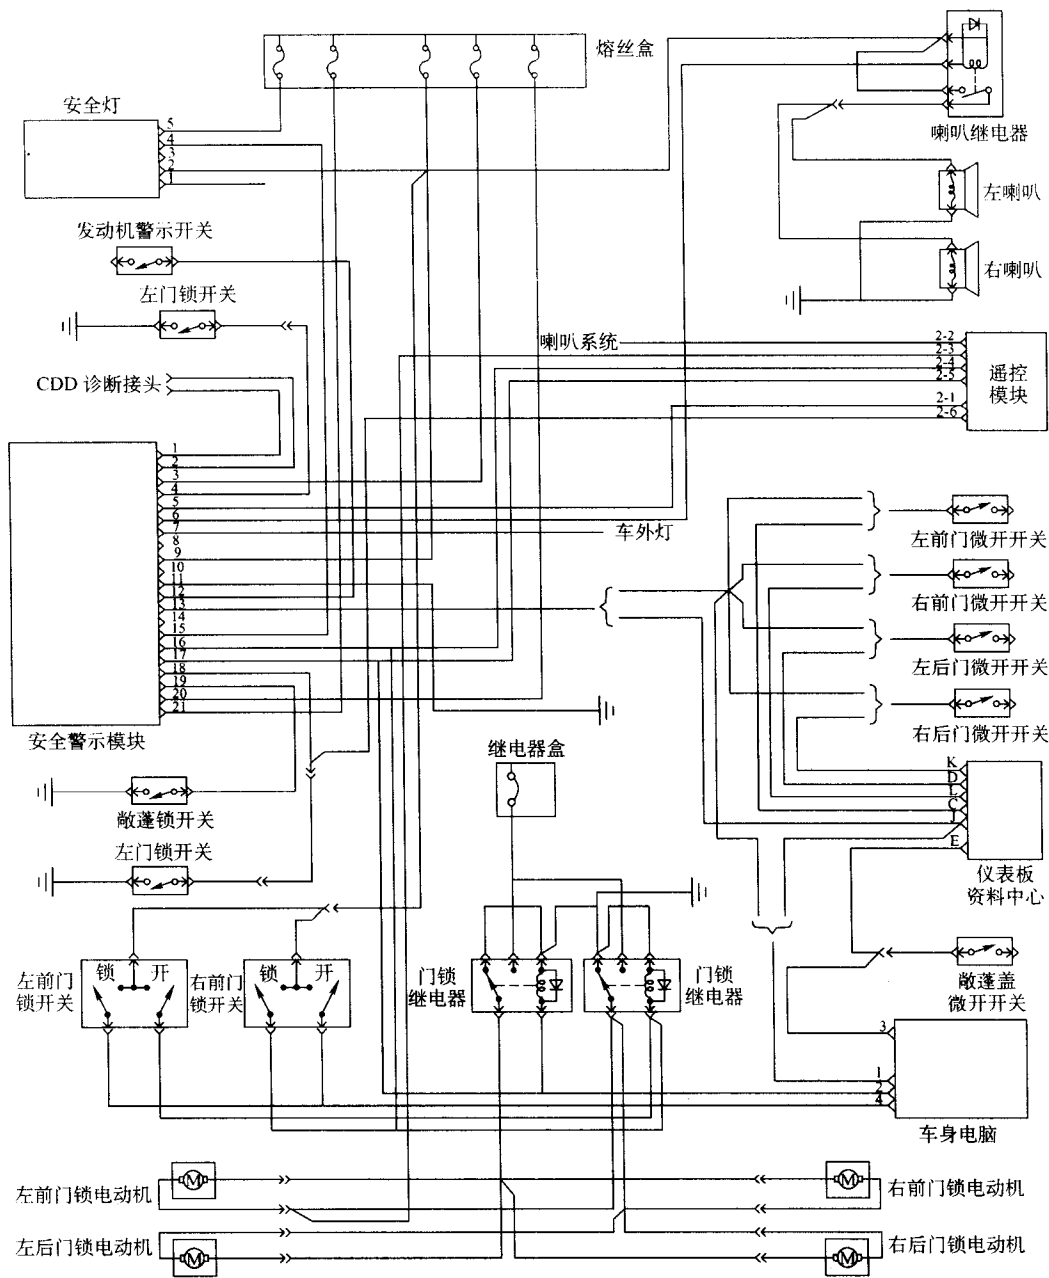 熔丝盒
安全灯
5
4
3
2
1
喇叭继电器
左喇叭
右喇叭
发动机警示开关
左门锁开关
CDD 诊断接头
喇叭系统
2-2
2-3
2-4
2-5
2-1
2-6
遥控
模块
1
2
3
4
5
6
7
8
9
10
11
12
13
14
15
16
17
18
19
20
21
安全警示模块
车外灯
左前门微开开关
右前门微开开关
左后门微开开关
右后门微开开关
继电器盒
敞蓬锁开关
左门锁开关
K
D
L
C
J
E
仪表板
资料中心
左前门
锁开关
锁 开
右前门
锁开关
锁 开
门锁
继电器
门锁
继电器
敞蓬盖
微开开关
3
1
2
4
车身电脑
左前门锁电动机
M
M
右前门锁电动机
左后门锁电动机
M
M
右后门锁电动机